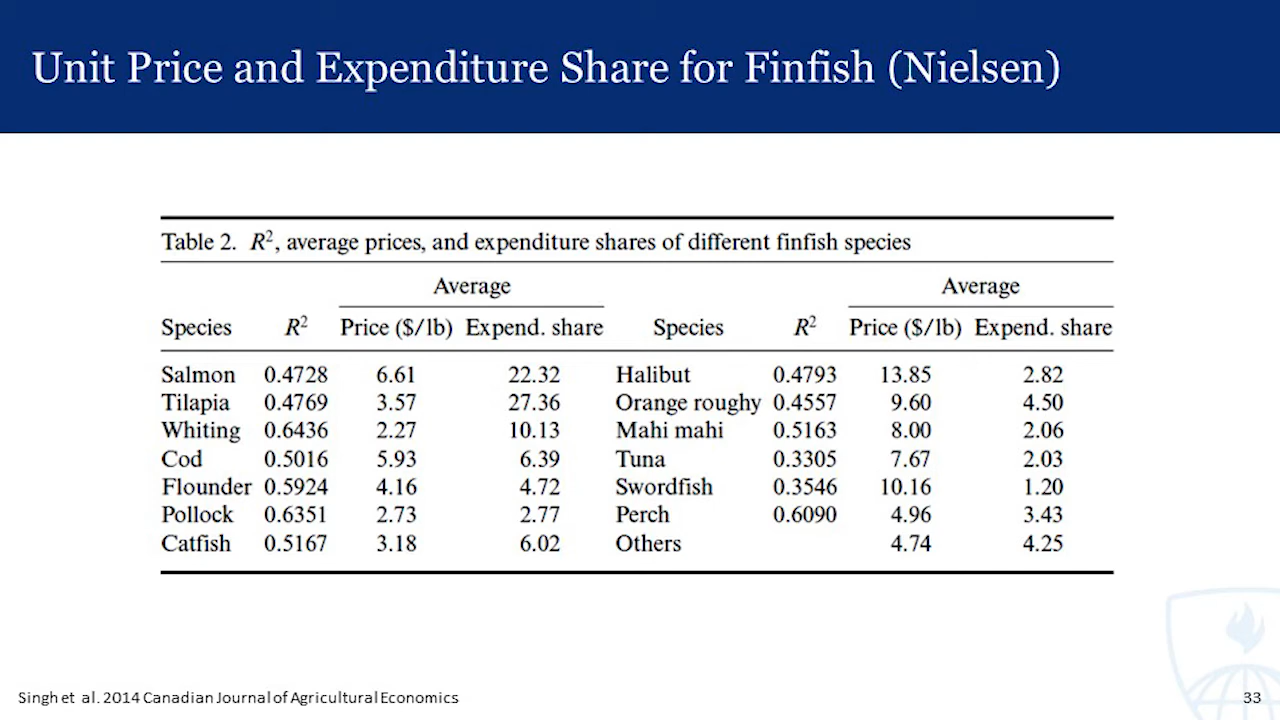 Unit Price and Expenditure Share for Finfish (Nielsen)
Table 2. R², average prices, and expenditure shares of different finfish species
Average Average
Species R² Price ($/lb) Expend. share Species R² Price ($/lb) Expend. share
Salmon 0.4728 6.61 22.32 Halibut 0.4793 13.85 2.82
Tilapia 0.4769 3.57 27.36 Orange roughy 0.4557 9.60 4.50
Whiting 0.6436 2.27 10.13 Mahi mahi 0.5163 8.00 2.06
Cod 0.5016 5.93 6.39 Tuna 0.3305 7.67 2.03
Flounder 0.5924 4.16 4.72 Swordfish 0.3546 10.16 1.20
Pollock 0.6351 2.73 2.77 Perch 0.6090 4.96 3.43
Catfish 0.5167 3.18 6.02 Others 4.74 4.25
Singh et al. 2014 Canadian Journal of Agricultural Economics
33